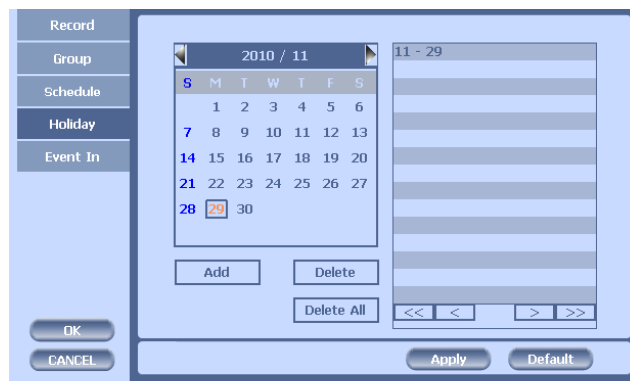 Record
Group
Schedule
Holiday
Event In
OK
CANCEL
2010 / 11
S M T W T F S
1 2 3 4 5 6
7 8 9 10 11 12 13
14 15 16 17 18 19 20
21 22 23 24 25 26 27
28 29 30
Add
Delete
Delete All
11 - 29
<< < > >>
Apply
Default